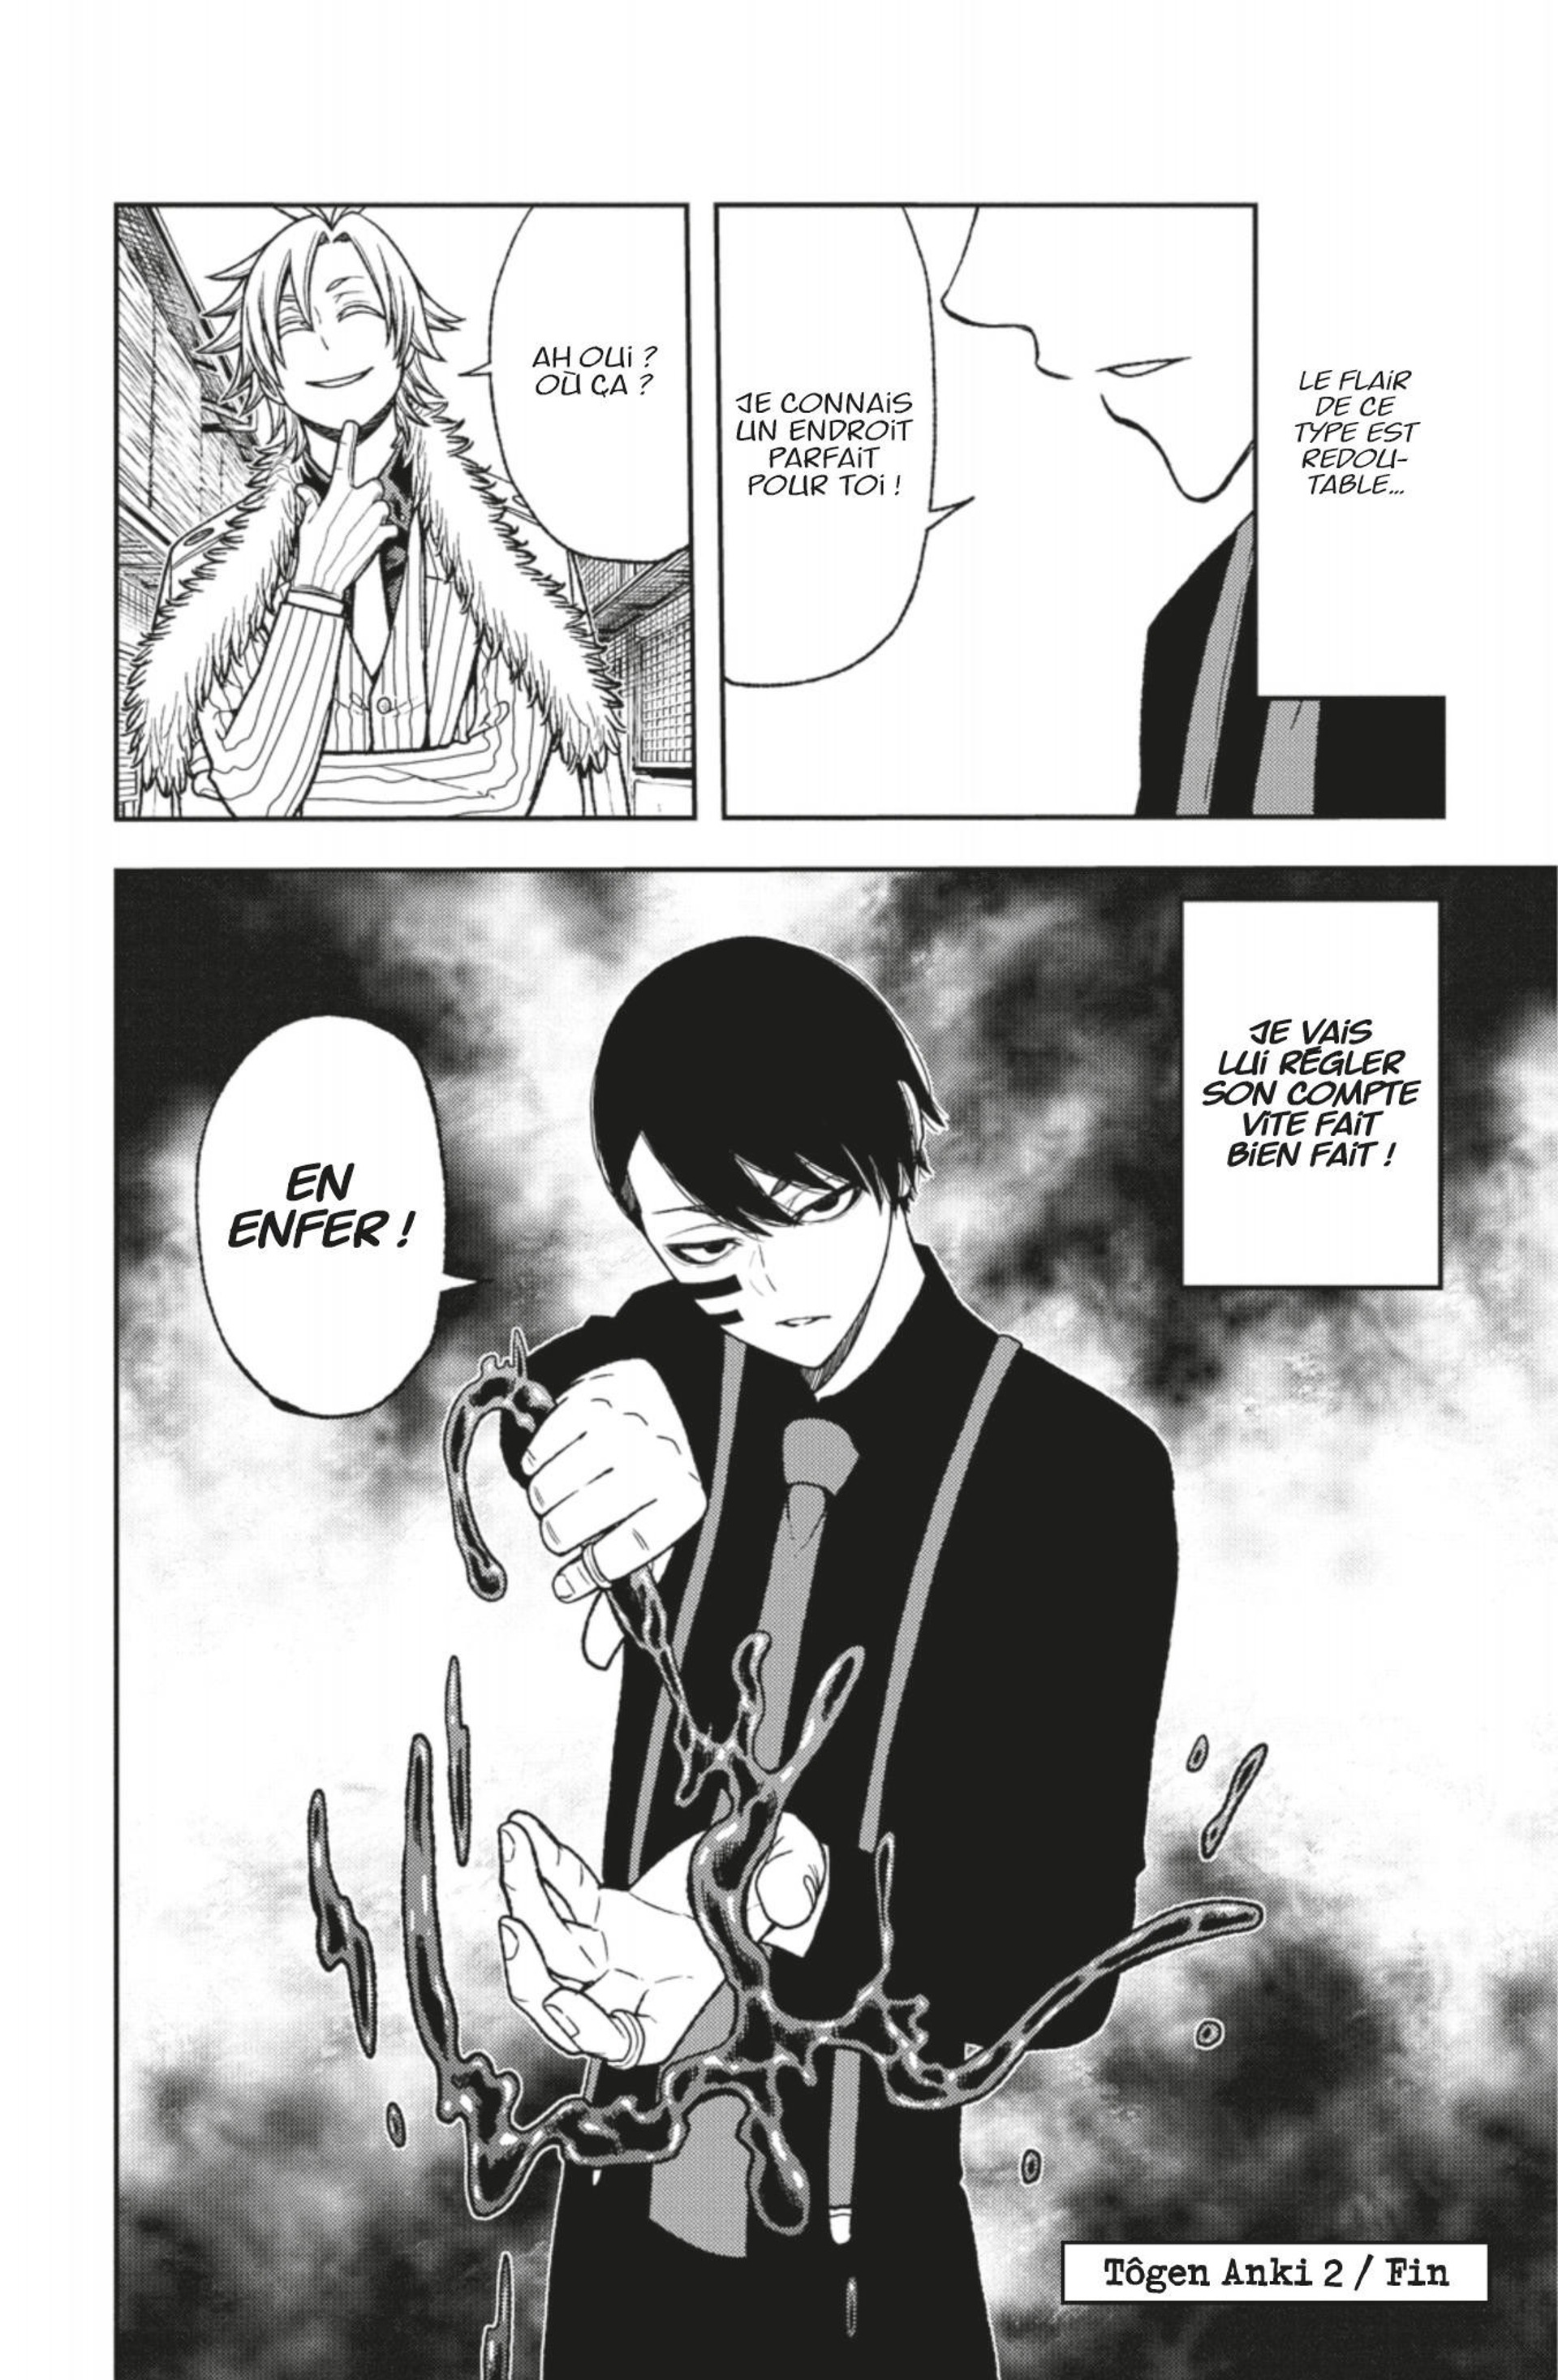 LE FLAIR
DE CE
TYPE EST
REDOU-
TABLE...
JE CONNAIS
UN ENDROIT
PARFAIT
POUR TOI !
AH OUI ?
OÙ ÇA ?
JE VAIS
LUI RÉGLER
SON COMPTE
VITE FAIT
BIEN FAIT !
EN
ENFER !
Tôgen Anki 2 / Fin